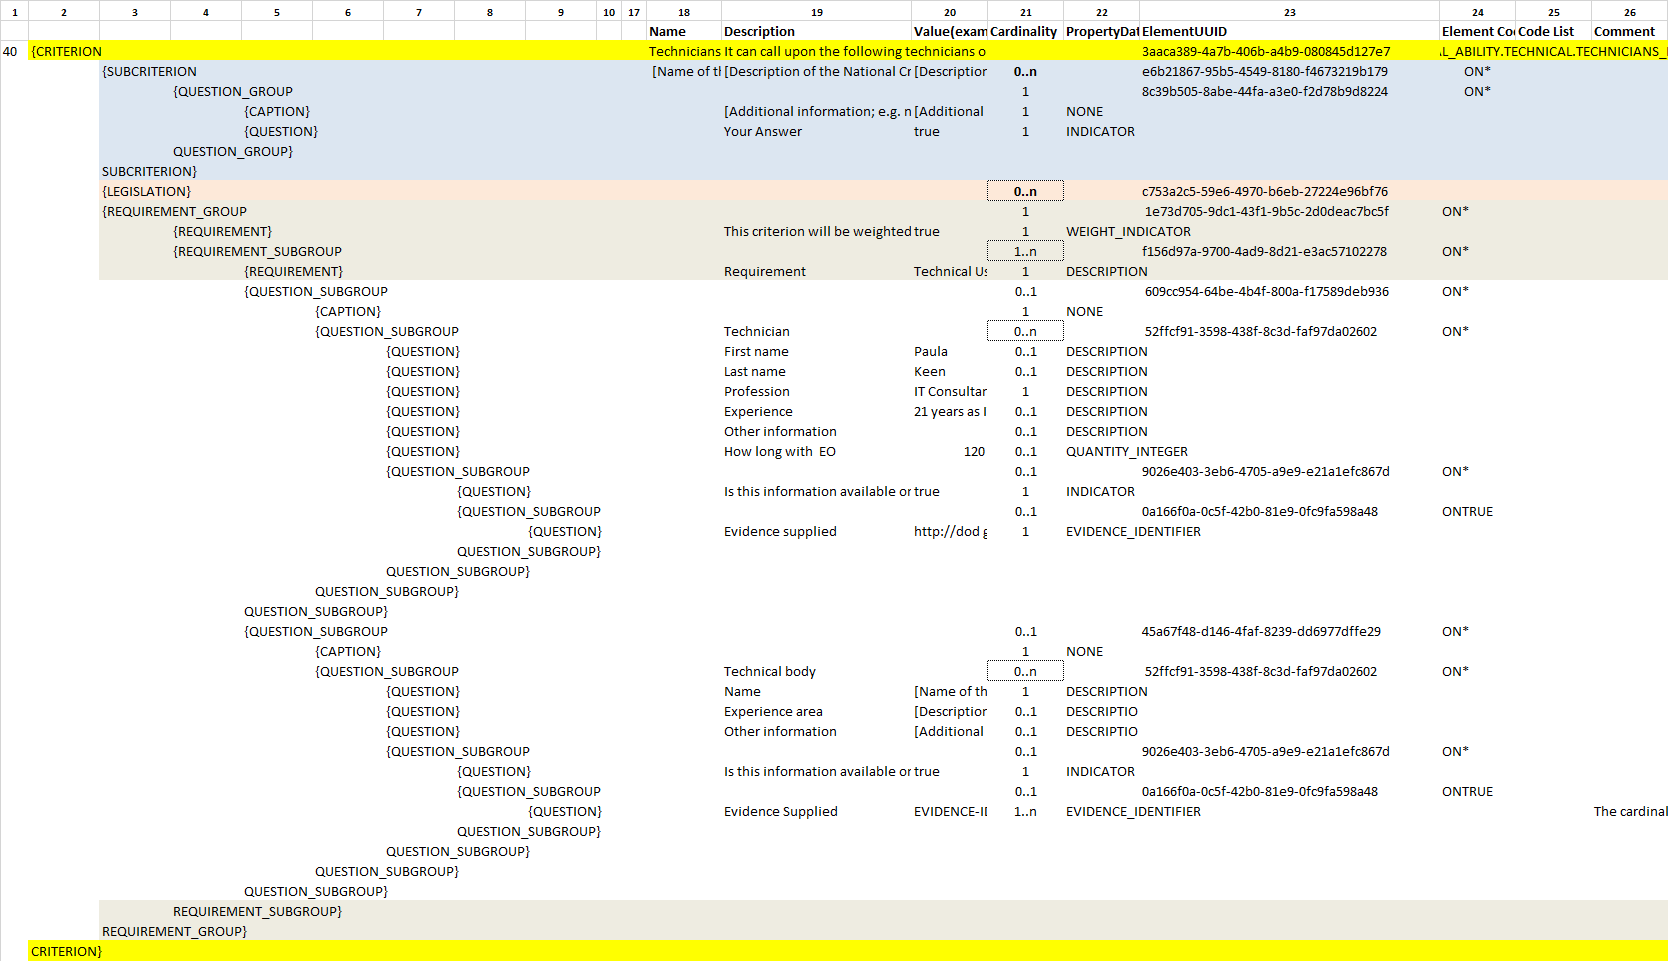 1 2 3 4 5 6 7 8 9 10 17 18 19 20 21 22 23 24 25 26
Name Description Value(exam Cardinality PropertyDat ElementUUID Element Co Code List Comment
40 {CRITERION Technicians It can call upon the following technicians o 3aaca389-4a7b-406b-a4b9-080845d127e7 L_ABILITY.TECHNICAL.TECHNICIANS_
{SUBCRITERION [Name of th [Description of the National Cr [Description 0..n e6b21867-95b5-4549-8180-f4673219b179 ON*
{QUESTION_GROUP 1 8c39b505-8abe-44fa-a3e0-f2d78b9d8224 ON*
{CAPTION} [Additional information; e.g. n [Additional 1 NONE
{QUESTION} Your Answer true 1 INDICATOR
QUESTION_GROUP}
SUBCRITERION}
{LEGISLATION} 0..n c753a2c5-59e6-4970-b6eb-27224e96bf76
{REQUIREMENT_GROUP 1 1e73d705-9dc1-43f1-9b5c-2d0deac7bc5f ON*
{REQUIREMENT} This criterion will be weighted true 1 WEIGHT_INDICATOR
{REQUIREMENT_SUBGROUP 1..n f156d97a-9700-4ad9-8d21-e3ac57102278 ON*
{REQUIREMENT} Requirement Technical Us 1 DESCRIPTION
{QUESTION_SUBGROUP 0..1 609cc954-64be-4b4f-800a-f17589deb936 ON*
{CAPTION} 1 NONE
{QUESTION_SUBGROUP Technician 0..n 52ffcf91-3598-438f-8c3d-faf97da02602 ON*
{QUESTION} First name Paula 0..1 DESCRIPTION
{QUESTION} Last name Keen 0..1 DESCRIPTION
{QUESTION} Profession IT Consultan 1 DESCRIPTION
{QUESTION} Experience 21 years as I 0..1 DESCRIPTION
{QUESTION} Other information 0..1 DESCRIPTION
{QUESTION} How long with EO 120 0..1 QUANTITY_INTEGER
{QUESTION_SUBGROUP 0..1 9026e403-3eb6-4705-a9e9-e21a1efc867d ON*
{QUESTION} Is this information available or true 1 INDICATOR
{QUESTION_SUBGROUP 0..1 0a166f0a-0c5f-42b0-81e9-0fc9fa598a48 ONTRUE
{QUESTION} Evidence supplied http://dod g 1 EVIDENCE_IDENTIFIER
QUESTION_SUBGROUP}
QUESTION_SUBGROUP}
QUESTION_SUBGROUP}
QUESTION_SUBGROUP}
{QUESTION_SUBGROUP 0..1 45a67f48-d146-4faf-8239-dd6977dffe29 ON*
{CAPTION} 1 NONE
{QUESTION_SUBGROUP Technical body 0..n 52ffcf91-3598-438f-8c3d-faf97da02602 ON*
{QUESTION} Name [Name of th 1 DESCRIPTION
{QUESTION} Experience area [Description 0..1 DESCRIPTIO
{QUESTION} Other information [Additional 0..1 DESCRIPTIO
{QUESTION_SUBGROUP 0..1 9026e403-3eb6-4705-a9e9-e21a1efc867d ON*
{QUESTION} Is this information available or true 1 INDICATOR
{QUESTION_SUBGROUP 0..1 0a166f0a-0c5f-42b0-81e9-0fc9fa598a48 ONTRUE
{QUESTION} Evidence Supplied EVIDENCE-ID 1..n EVIDENCE_IDENTIFIER The cardinal
QUESTION_SUBGROUP}
QUESTION_SUBGROUP}
QUESTION_SUBGROUP}
QUESTION_SUBGROUP}
REQUIREMENT_SUBGROUP}
REQUIREMENT_GROUP}
CRITERION}